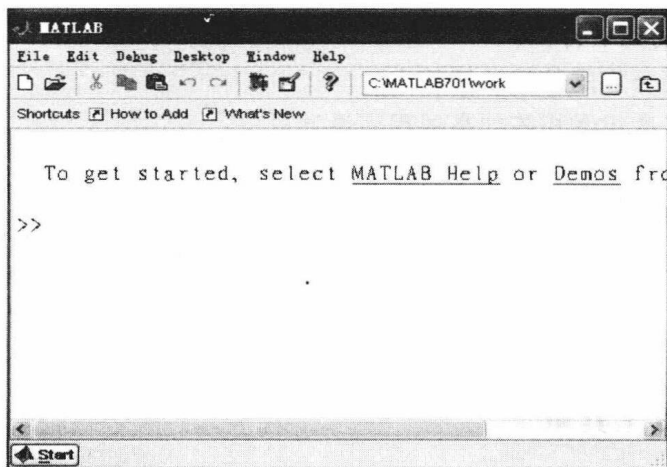 MATLAB
File Edit Debug Desktop Window Help
C:\MATLAB701\work
Shortcuts How to Add What's New
To get started, select MATLAB Help or Demos fro
>>
Start